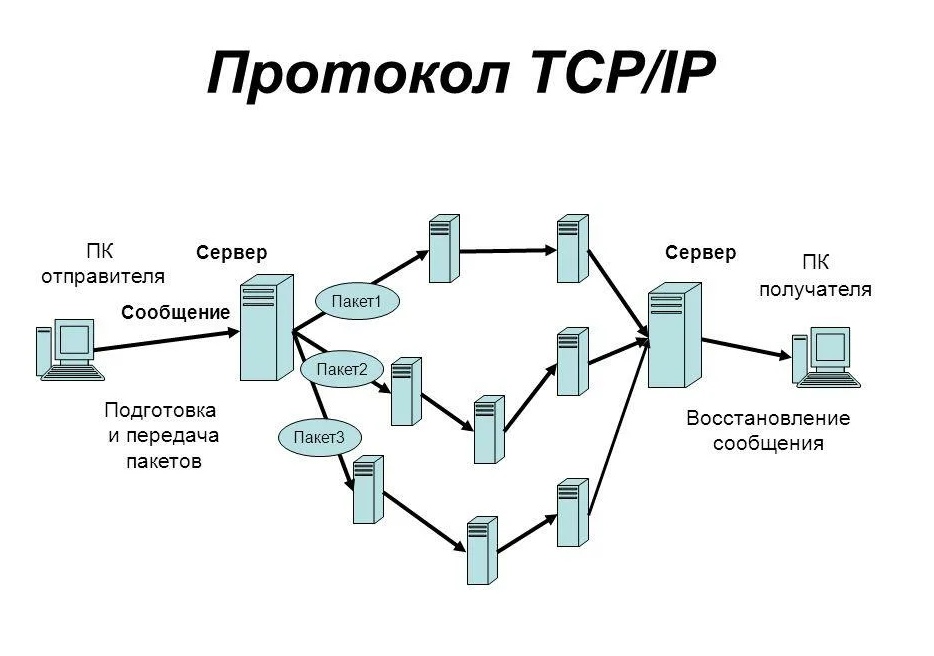 Протокол TCP/IP
ПК
отправителя
Сервер
Сообщение
Пакет1
Пакет2
Пакет3
Подготовка
и передача
пакетов
Сервер
ПК
получателя
Восстановление
сообщения